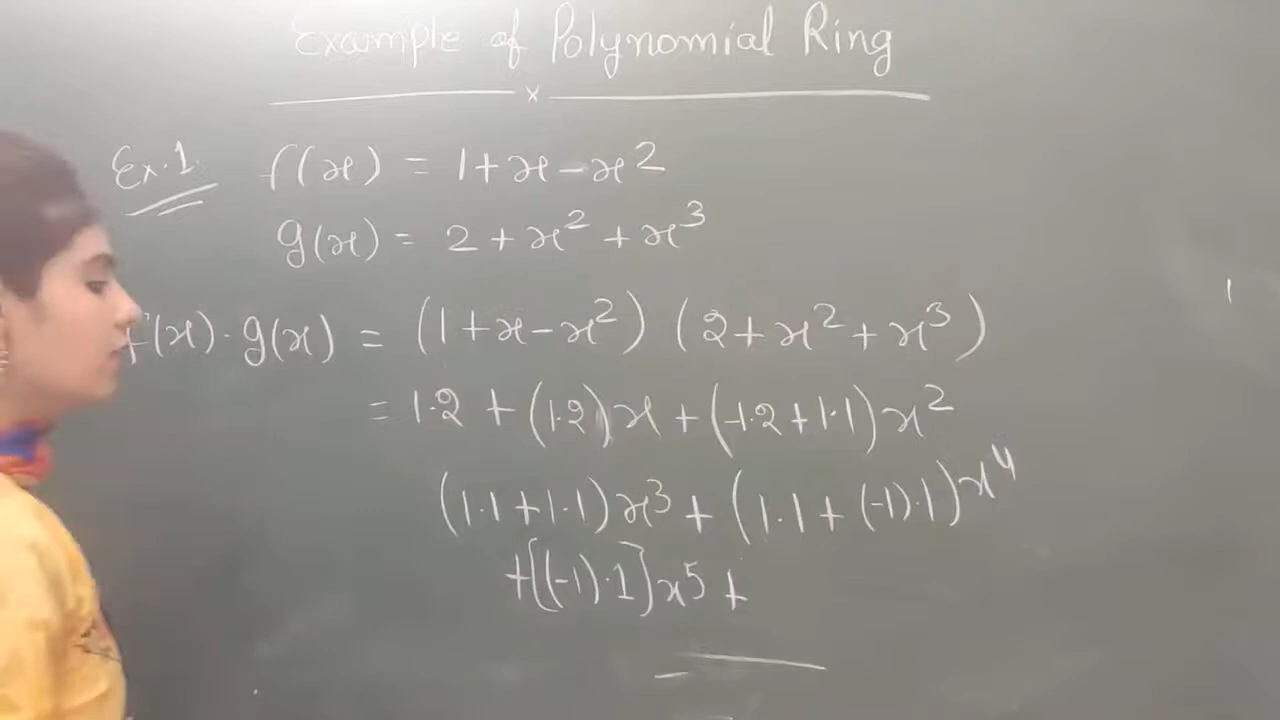 Example of Polynomial Ring
x
Ex.1. f(x) = 1+x-x²
g(x) = 2+x²+x³
f(x)·g(x) = (1+x-x²) (2+x²+x³)
= 1·2 + (1·2)x + (-1·2+1·1)x²
(1·1+1·1)x³ + (1·1+(-1)·1)x⁴
+[(-1)·1]x⁵ +